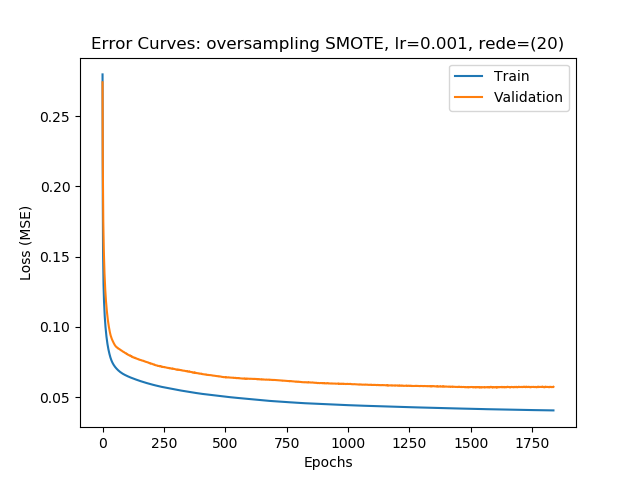 Error Curves: oversampling SMOTE, lr=0.001, rede=(20)
Train
Validation
0.25
0.20
0.15
0.10
0.05
Loss (MSE)
0 250 500 750 1000 1250 1500 1750
Epochs